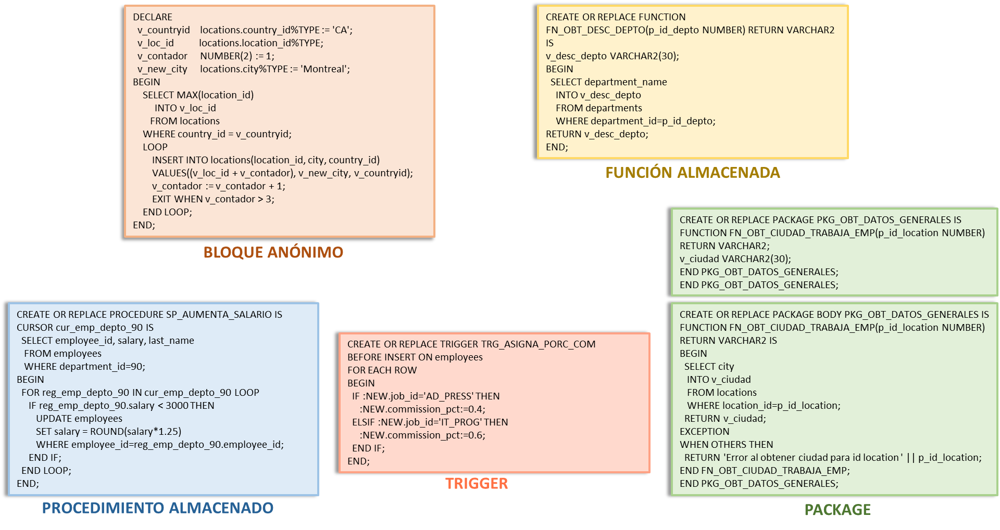 DECLARE
v_countryid locations.country_id%TYPE := 'CA';
v_loc_id locations.location_id%TYPE;
v_contador NUMBER(2) := 1;
v_new_city locations.city%TYPE := 'Montreal';
BEGIN
SELECT MAX(location_id)
INTO v_loc_id
FROM locations
WHERE country_id = v_countryid;
LOOP
INSERT INTO locations(location_id, city, country_id)
VALUES((v_loc_id + v_contador), v_new_city, v_countryid);
v_contador := v_contador + 1;
EXIT WHEN v_contador > 3;
END LOOP;
END;
BLOQUE ANÓNIMO
CREATE OR REPLACE FUNCTION
FN_OBT_DESC_DEPTO(p_id_depto NUMBER) RETURN VARCHAR2
IS
v_desc_depto VARCHAR2(30);
BEGIN
SELECT department_name
INTO v_desc_depto
FROM departments
WHERE department_id=p_id_depto;
RETURN v_desc_depto;
END;
FUNCIÓN ALMACENADA
CREATE OR REPLACE PROCEDURE SP_AUMENTA_SALARIO IS
CURSOR cur_emp_depto_90 IS
SELECT employee_id, salary, last_name
FROM employees
WHERE department_id=90;
BEGIN
FOR reg_emp_depto_90 IN cur_emp_depto_90 LOOP
IF reg_emp_depto_90.salary < 3000 THEN
UPDATE employees
SET salary = ROUND(salary*1.25)
WHERE employee_id=reg_emp_depto_90.employee_id;
END IF;
END LOOP;
END;
PROCEDIMIENTO ALMACENADO
CREATE OR REPLACE TRIGGER TRG_ASIGNA_PORC_COM
BEFORE INSERT ON employees
FOR EACH ROW
BEGIN
IF :NEW.job_id='AD_PRESS' THEN
:NEW.commission_pct:=0.4;
ELSIF :NEW.job_id='IT_PROG' THEN
:NEW.commission_pct:=0.6;
END IF;
END;
TRIGGER
CREATE OR REPLACE PACKAGE PKG_OBT_DATOS_GENERALES IS
FUNCTION FN_OBT_CIUDAD_TRABAJA_EMP(p_id_location NUMBER)
RETURN VARCHAR2;
v_ciudad VARCHAR2(30);
END PKG_OBT_DATOS_GENERALES;
END PKG_OBT_DATOS_GENERALES;
CREATE OR REPLACE PACKAGE BODY PKG_OBT_DATOS_GENERALES IS
FUNCTION FN_OBT_CIUDAD_TRABAJA_EMP(p_id_location NUMBER)
RETURN VARCHAR2 IS
BEGIN
SELECT city
INTO v_ciudad
FROM locations
WHERE location_id=p_id_location;
RETURN v_ciudad;
EXCEPTION
WHEN OTHERS THEN
RETURN 'Error al obtener ciudad para id location ' || p_id_location;
END FN_OBT_CIUDAD_TRABAJA_EMP;
END PKG_OBT_DATOS_GENERALES;
PACKAGE